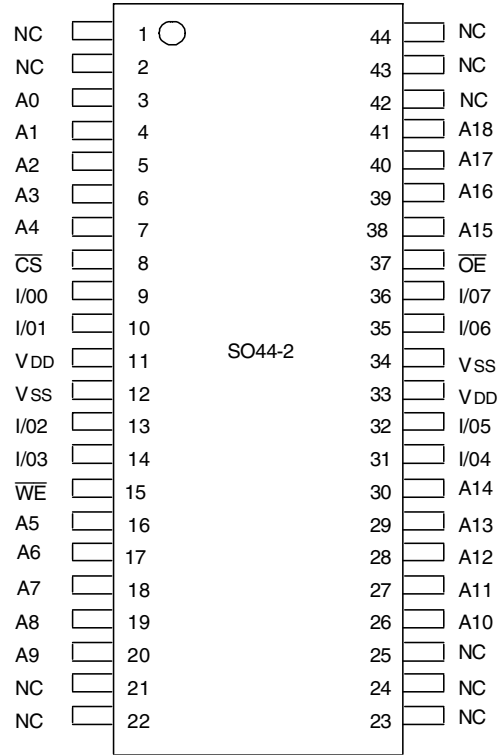 NC 1 44 NC
NC 2 43 NC
A0 3 42 NC
A1 4 41 A18
A2 5 40 A17
A3 6 39 A16
A4 7 38 A15
C̅S̅ 8 37 O̅E̅
I/00 9 36 I/07
I/01 10 35 I/06
VDD 11 SO44-2 34 VSS
VSS 12 33 VDD
I/02 13 32 I/05
I/03 14 31 I/04
W̅E̅ 15 30 A14
A5 16 29 A13
A6 17 28 A12
A7 18 27 A11
A8 19 26 A10
A9 20 25 NC
NC 21 24 NC
NC 22 23 NC